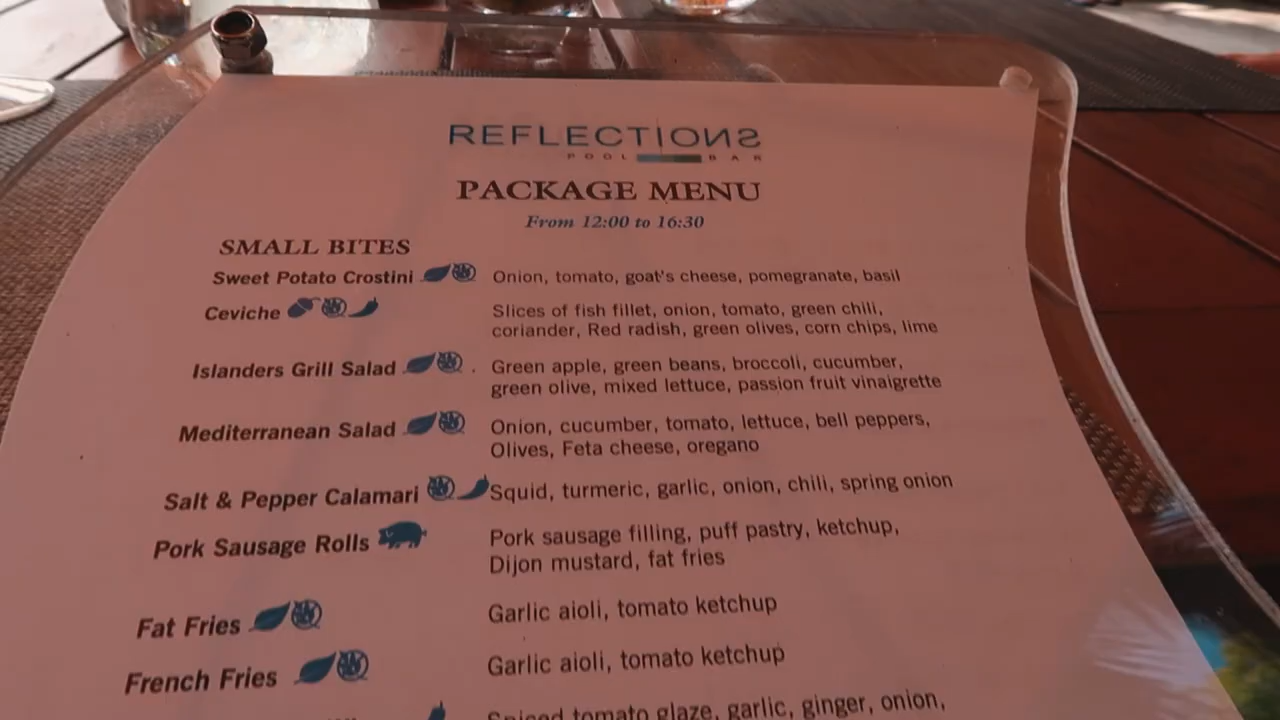 REFLECTIONS
POOL BAR
PACKAGE MENU
From 12:00 to 16:30
SMALL BITES
Sweet Potato Crostini Onion, tomato, goat's cheese, pomegranate, basil
Ceviche Slices of fish fillet, onion, tomato, green chili,
coriander, Red radish, green olives, corn chips, lime
Islanders Grill Salad . Green apple, green beans, broccoli, cucumber,
green olive, mixed lettuce, passion fruit vinaigrette
Mediterranean Salad Onion, cucumber, tomato, lettuce, bell peppers,
Olives, Feta cheese, oregano
Salt & Pepper Calamari Squid, turmeric, garlic, onion, chili, spring onion
Pork Sausage Rolls Pork sausage filling, puff pastry, ketchup,
Dijon mustard, fat fries
Fat Fries Garlic aioli, tomato ketchup
French Fries Garlic aioli, tomato ketchup
Spiced tomato glaze, garlic, ginger, onion,